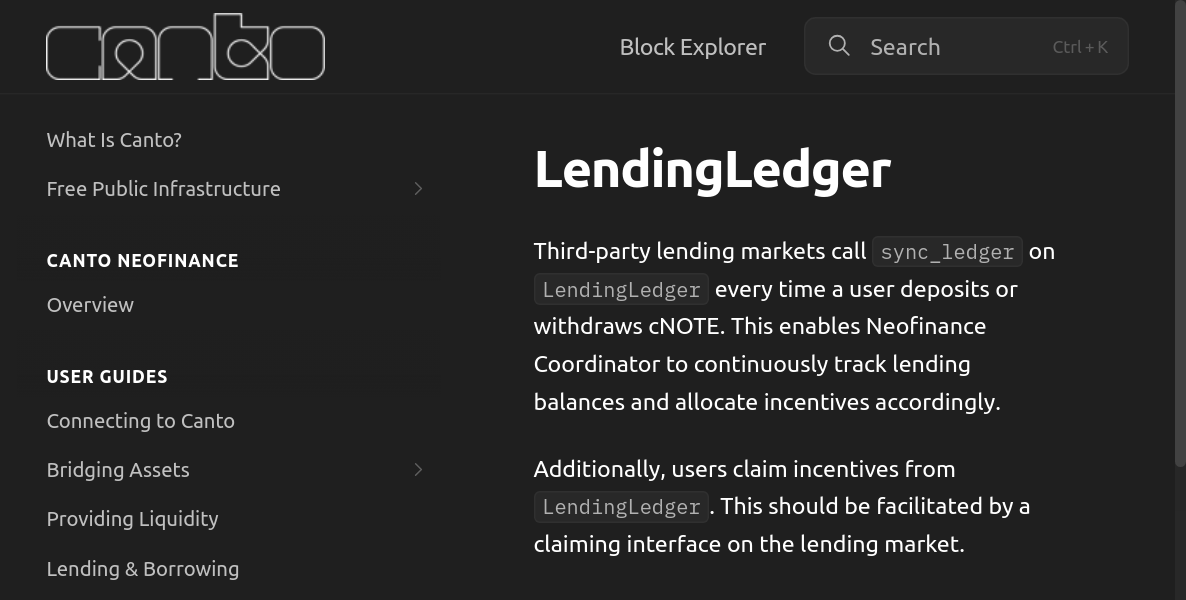 canto
Block Explorer
Search
Ctrl + K
What Is Canto?
Free Public Infrastructure
CANTO NEOFINANCE
Overview
USER GUIDES
Connecting to Canto
Bridging Assets
Providing Liquidity
Lending & Borrowing
LendingLedger
Third-party lending markets call sync_ledger on
LendingLedger every time a user deposits or
withdraws cNOTE. This enables Neofinance
Coordinator to continuously track lending
balances and allocate incentives accordingly.
Additionally, users claim incentives from
LendingLedger. This should be facilitated by a
claiming interface on the lending market.